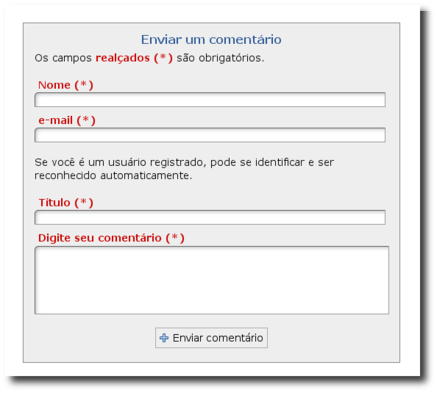 Enviar um comentário
Os campos realçados (*) são obrigatórios.
Nome (*)
e-mail (*)
Se você é um usuário registrado, pode se identificar e ser
reconhecido automaticamente.
Título (*)
Digite seu comentário (*)
Enviar comentário